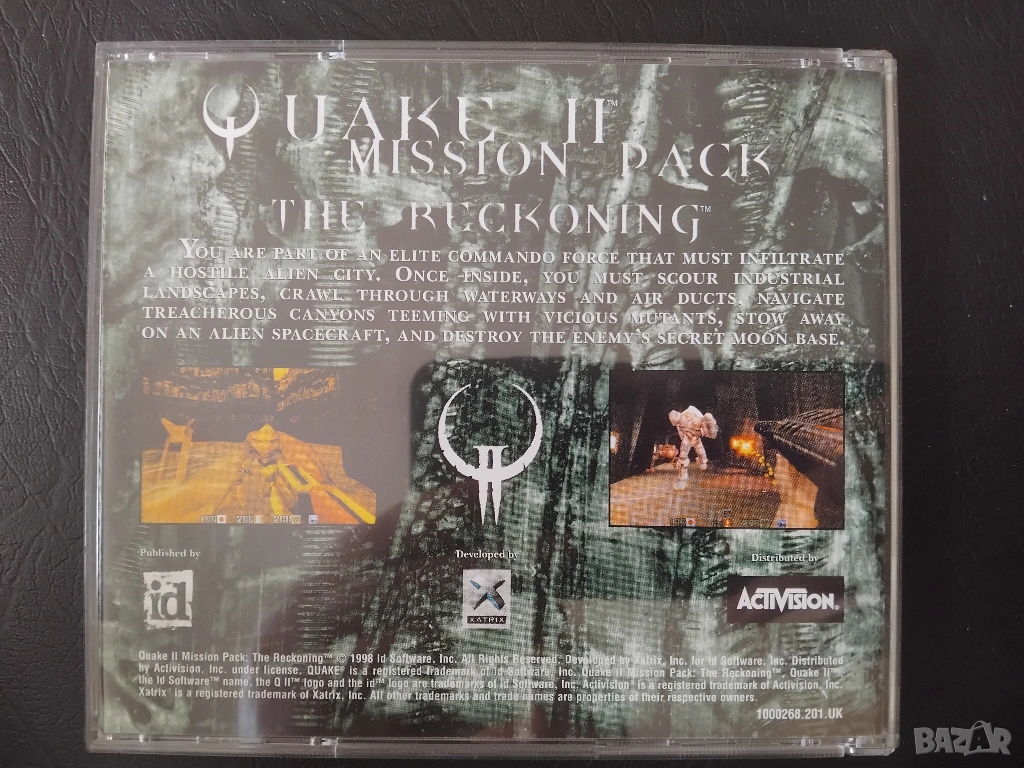 QUAKE II™
MISSION PACK
THE RECKONING™
YOU ARE PART OF AN ELITE COMMANDO FORCE THAT MUST INFILTRATE
A HOSTILE ALIEN CITY. ONCE INSIDE, YOU MUST SCOUR INDUSTRIAL
LANDSCAPES, CRAWL THROUGH WATERWAYS AND AIR DUCTS, NAVIGATE
TREACHEROUS CANYONS TEEMING WITH VICIOUS MUTANTS, STOW AWAY
ON AN ALIEN SPACECRAFT, AND DESTROY THE ENEMY'S SECRET MOON BASE.
Published by
Developed by
Distributed by
id
XATRIX
ACTIVISION®
Quake II Mission Pack: The Reckoning™ © 1998 Id Software, Inc. All Rights Reserved. Developed by Xatrix, Inc. for Id Software, Inc. Distributed
by Activision, Inc. under license. QUAKE® is a registered trademark of Id Software, Inc. Quake II Mission Pack: The Reckoning™, Quake II™,
the Id Software™ name, the Q II™ logo and the id™ logo are trademarks of Id Software, Inc. Activision® is a registered trademark of Activision, Inc.
Xatrix® is a registered trademark of Xatrix, Inc. All other trademarks and trade names are properties of their respective owners.
1000268.201.UK
BAZAR